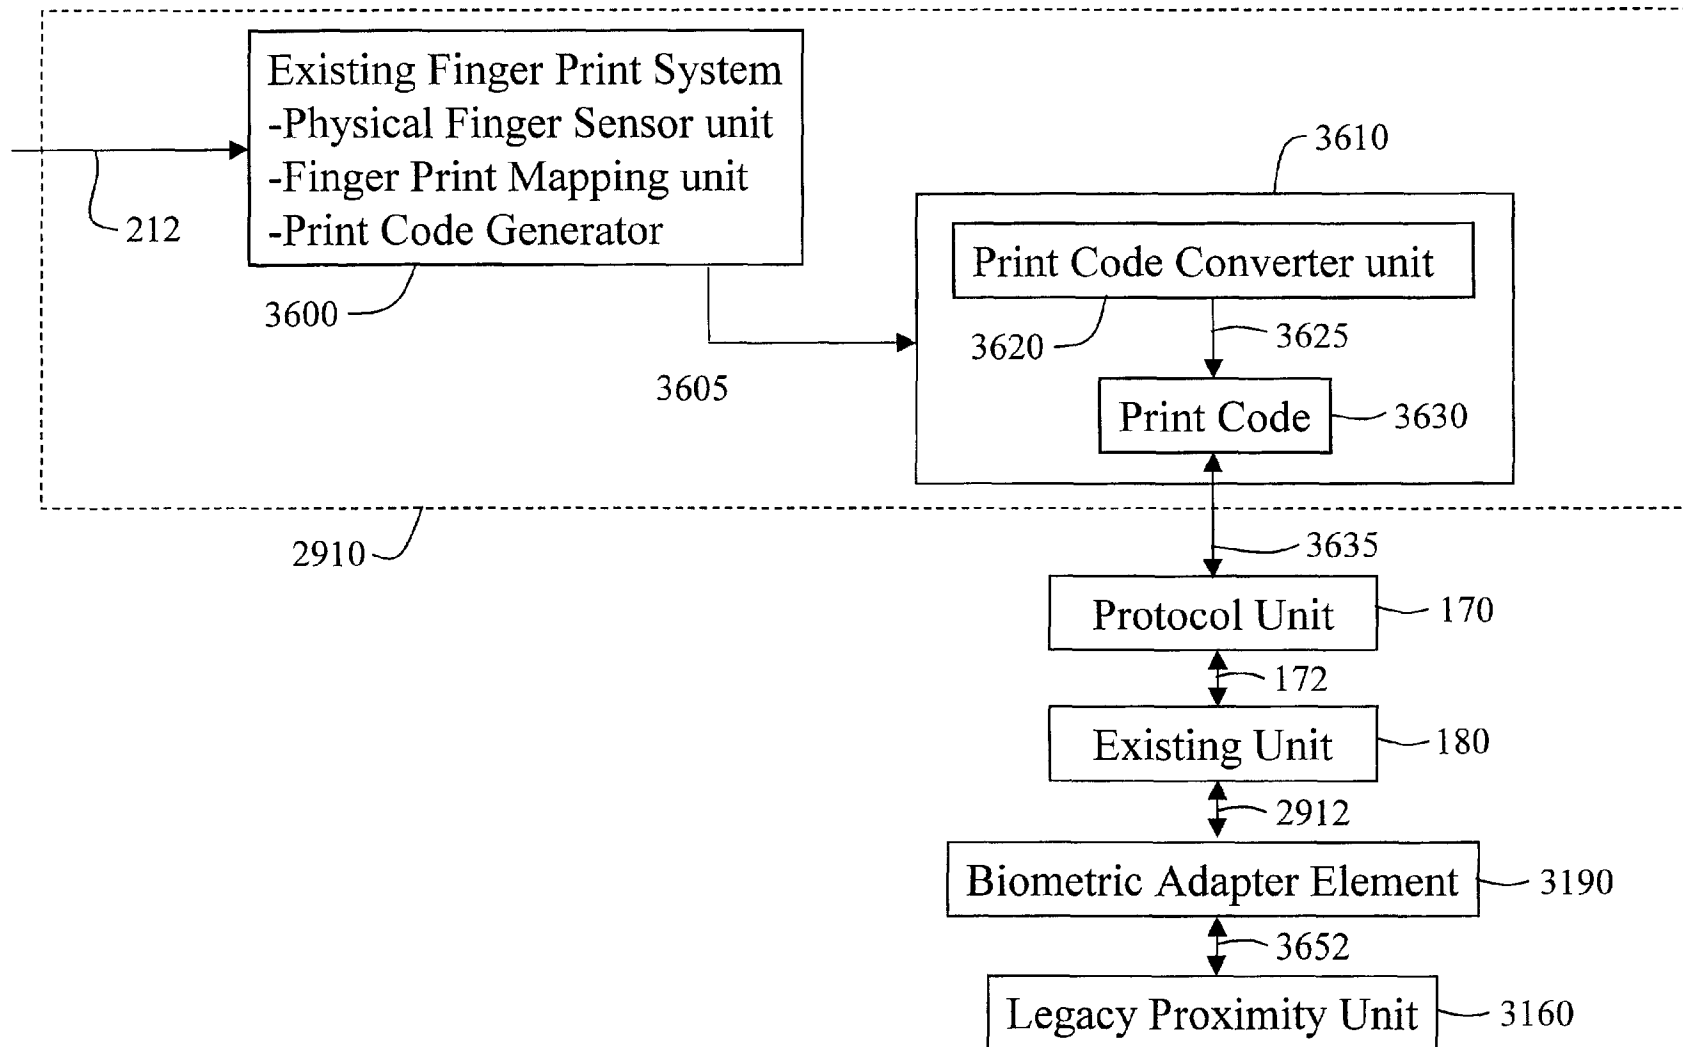 Existing Finger Print System
-Physical Finger Sensor unit
-Finger Print Mapping unit
-Print Code Generator
212
3600
3605
3610
Print Code Converter unit
3620
3625
Print Code
3630
2910
3635
Protocol Unit
170
172
Existing Unit
180
2912
Biometric Adapter Element
3190
3652
Legacy Proximity Unit
3160